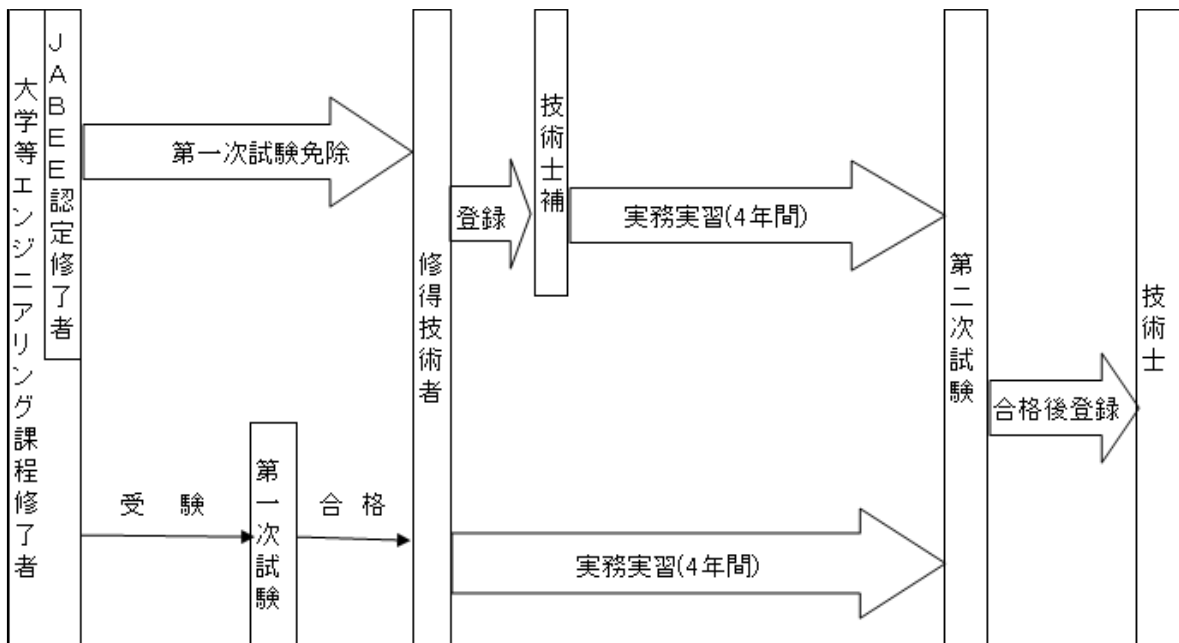 大学等エンジニアリング課程修了者
JABEE認定修了者
第一次試験免除
受験
第一次試験
合格
修得技術者
登録
技術士補
実務実習(4年間)
実務実習(4年間)
第二次試験
合格後登録
技術士